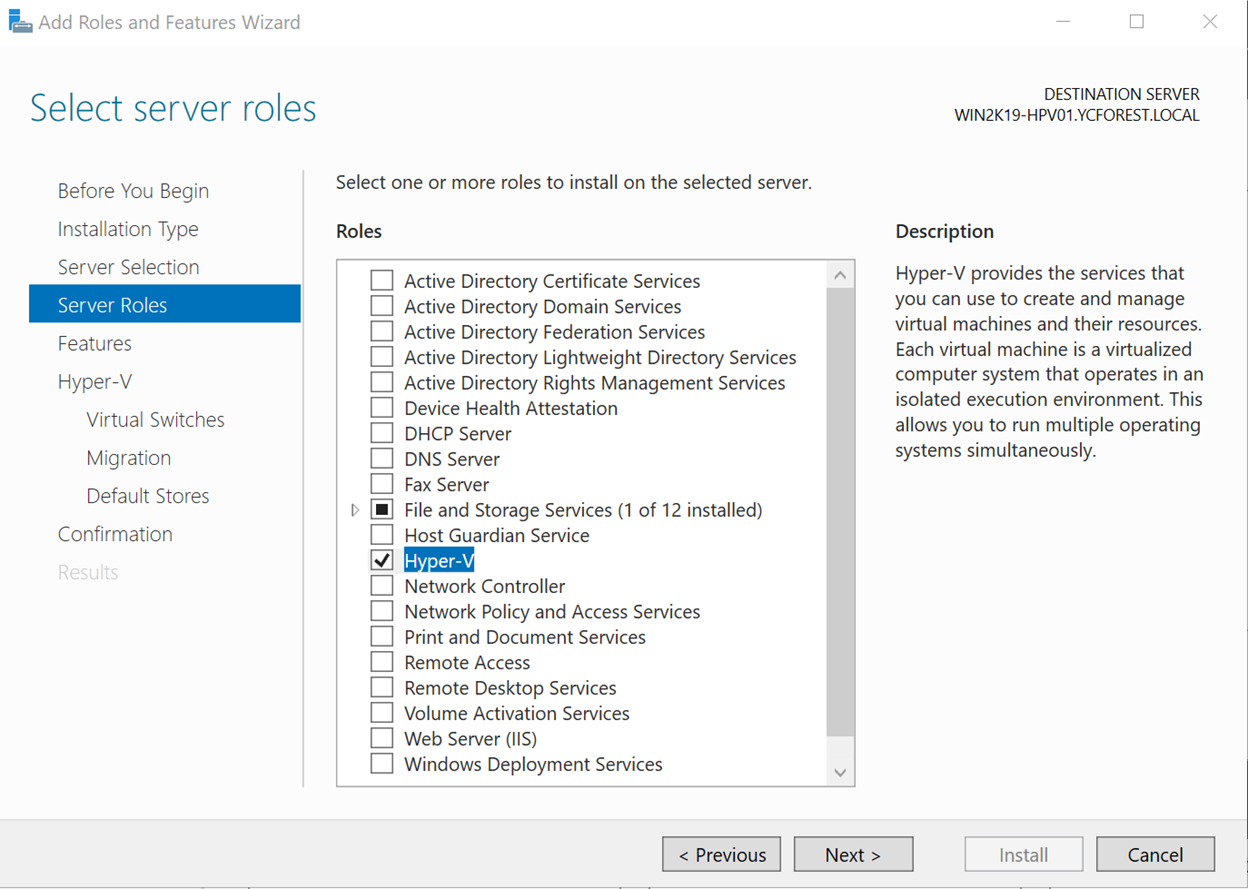 Add Roles and Features Wizard
Select server roles
DESTINATION SERVER
WIN2K19-HPV01.YCFOREST.LOCAL
Before You Begin
Installation Type
Server Selection
Server Roles
Features
Hyper-V
Virtual Switches
Migration
Default Stores
Confirmation
Results
Select one or more roles to install on the selected server.
Roles
Active Directory Certificate Services
Active Directory Domain Services
Active Directory Federation Services
Active Directory Lightweight Directory Services
Active Directory Rights Management Services
Device Health Attestation
DHCP Server
DNS Server
Fax Server
File and Storage Services (1 of 12 installed)
Host Guardian Service
Hyper-V
Network Controller
Network Policy and Access Services
Print and Document Services
Remote Access
Remote Desktop Services
Volume Activation Services
Web Server (IIS)
Windows Deployment Services
Description
Hyper-V provides the services that
you can use to create and manage
virtual machines and their resources.
Each virtual machine is a virtualized
computer system that operates in an
isolated execution environment. This
allows you to run multiple operating
systems simultaneously.
< Previous
Next >
Install
Cancel